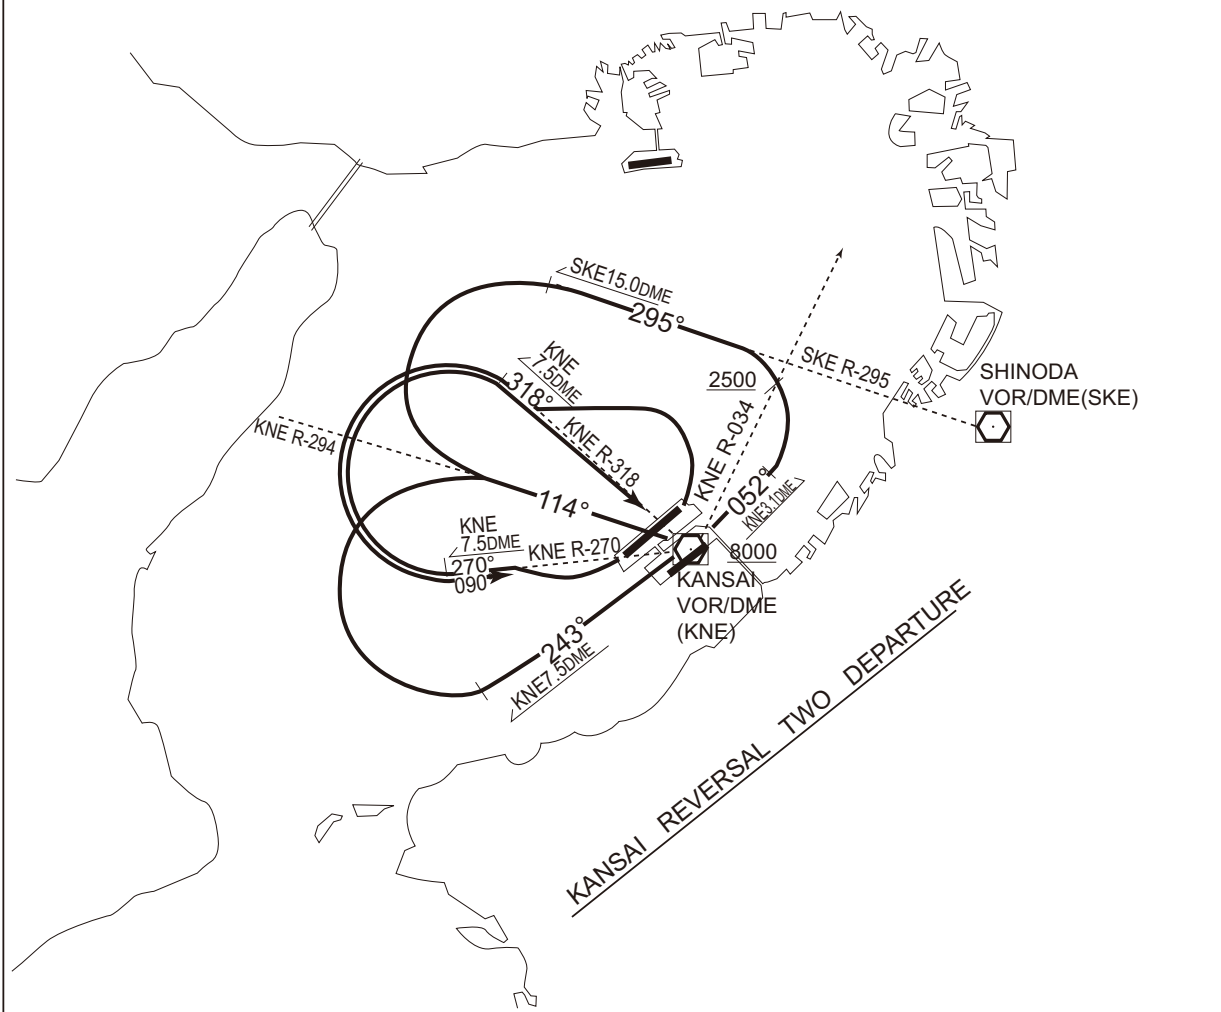 SKE15.0DME
295°
SKE R-295
SHINODA
VOR/DME(SKE)
2500
KNE
7.5DME
318°
KNE R-318
KNE R-034
KNE R-294
114°
052°
KNE3.1DME
KNE
7.5DME
KNE R-270
270°
090°
8000
KANSAI
VOR/DME
(KNE)
243°
KNE7.5DME
KANSAI REVERSAL TWO DEPARTURE